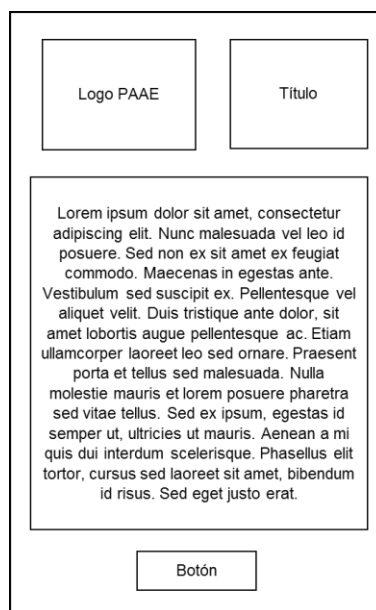 Logo PAAE
Título
Lorem ipsum dolor sit amet, consectetur
adipiscing elit. Nunc malesuada vel leo id
posuere. Sed non ex sit amet ex feugiat
commodo. Maecenas in egestas ante.
Vestibulum sed suscipit ex. Pellentesque vel
aliquet velit. Duis tristique ante dolor, sit
amet lobortis augue pellentesque ac. Etiam
ullamcorper laoreet leo sed ornare. Praesent
porta et tellus sed malesuada. Nulla
molestie mauris et lorem posuere pharetra
sed vitae tellus. Sed ex ipsum, egestas id
semper ut, ultricies ut mauris. Aenean a mi
quis dui interdum scelerisque. Phasellus elit
tortor, cursus sed laoreet sit amet, bibendum
id risus. Sed eget justo erat.
Botón